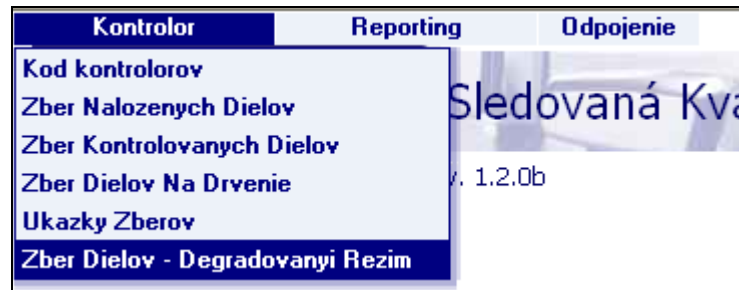 Kontrolor Reporting Odpojenie
Kod kontrolorov
Zber Nalozenych Dielov
Sledovaná Kva
Zber Kontrolovanych Dielov
Zber Dielov Na Drvenie
v. 1.2.0b
Ukazky Zberov
Zber Dielov - Degradovanyi Rezim